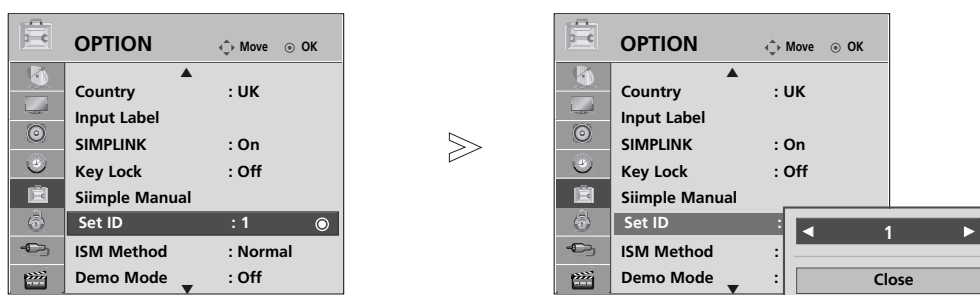 OPTION Move OK
Country : UK
Input Label
SIMPLINK : On
Key Lock : Off
Siimple Manual
Set ID : 1
ISM Method : Normal
Demo Mode : Off
OPTION Move OK
Country : UK
Input Label
SIMPLINK : On
Key Lock : Off
Siimple Manual
Set ID :
ISM Method :
Demo Mode :
1
Close